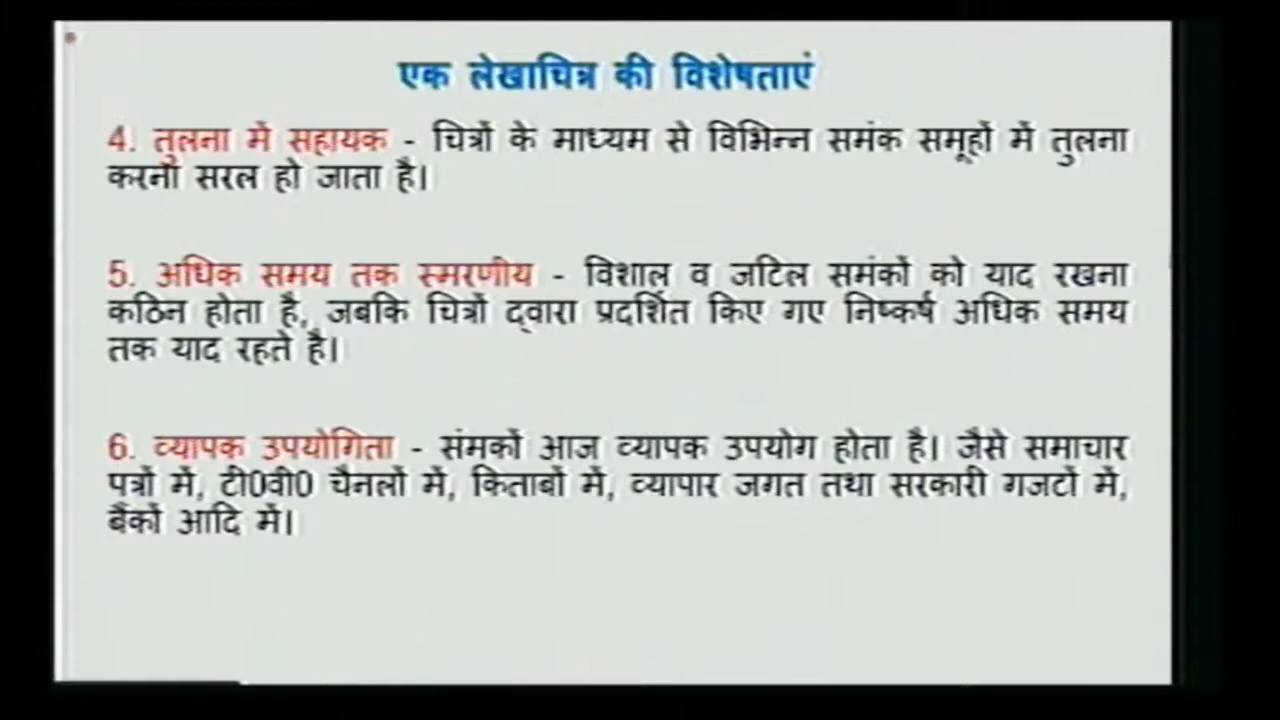 एक लेखाचित्र की विशेषताएं
4. तुलना में सहायक - चित्रों के माध्यम से विभिन्न समंक समूहों में तुलना
करना सरल हो जाता है।
5. अधिक समय तक स्मरणीय - विशाल व जटिल समंकों को याद रखना
कठिन होता है, जबकि चित्रों द्वारा प्रदर्शित किए गए निष्कर्ष अधिक समय
तक याद रहते है।
6. व्यापक उपयोगिता - संमकों आज व्यापक उपयोग होता है। जैसे समाचार
पत्रों में, टी0वी0 चैनलों में, किताबों में, व्यापार जगत तथा सरकारी गजटों में,
बैंकों आदि में।